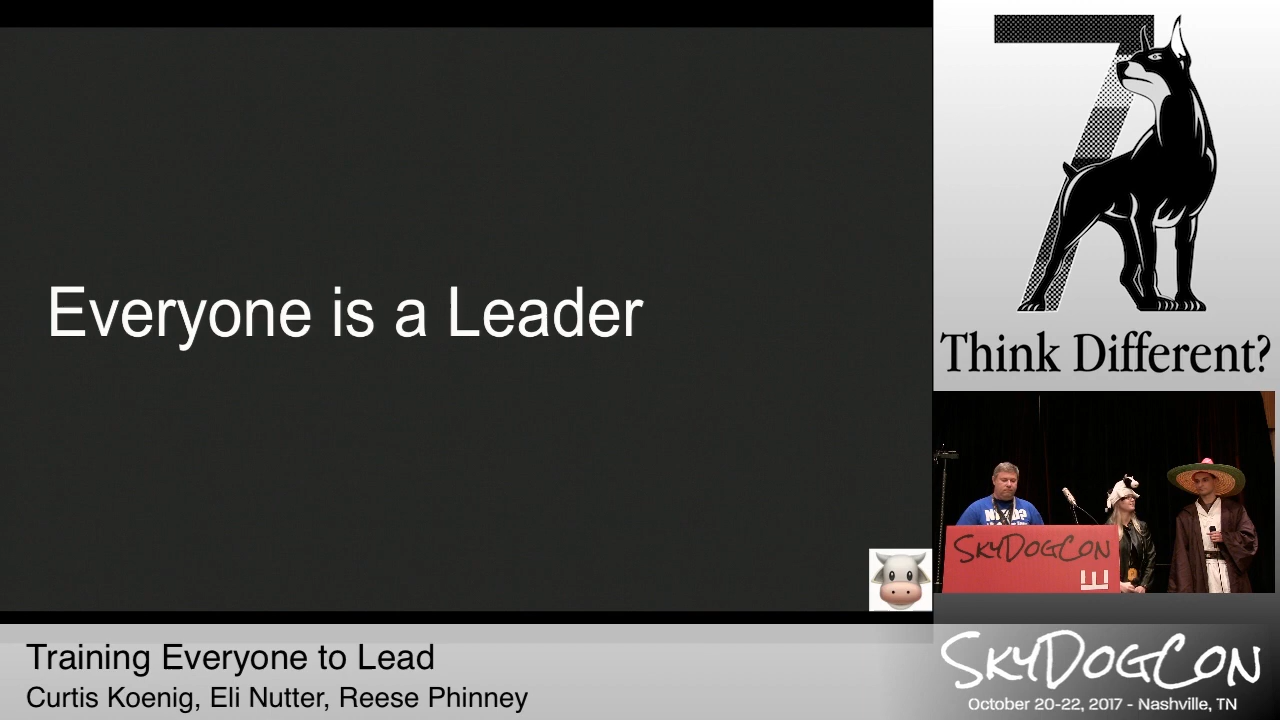 Everyone is a Leader
7
Think Different?
SKYDOGCON
Training Everyone to Lead
Curtis Koenig, Eli Nutter, Reese Phinney
SKYDOGCON
October 20-22, 2017 - Nashville, TN